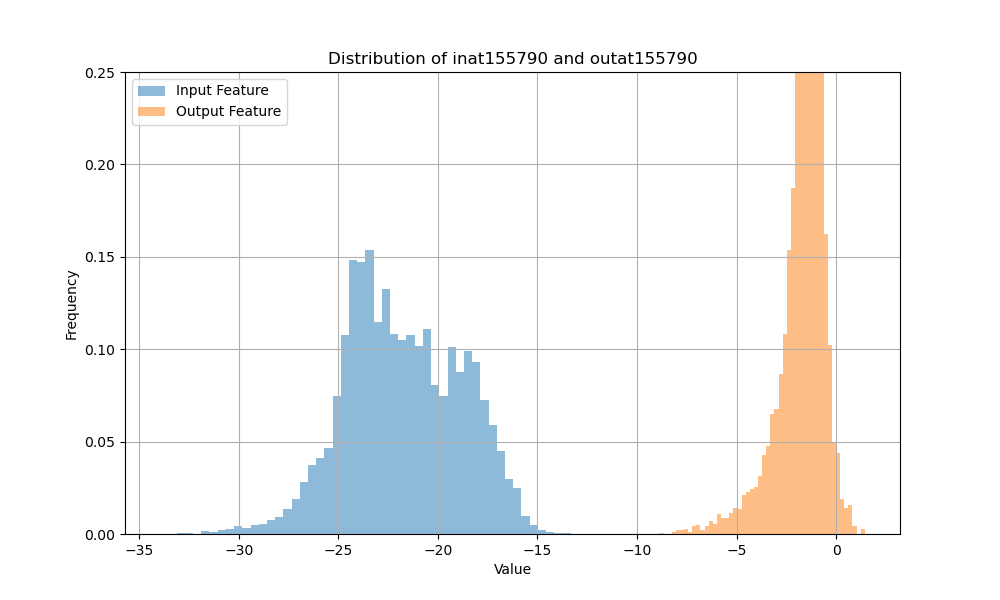 Distribution of inat155790 and outat155790
Input Feature
Output Feature
Frequency
0.25
0.20
0.15
0.10
0.05
0.00
−35 −30 −25 −20 −15 −10 −5 0
Value